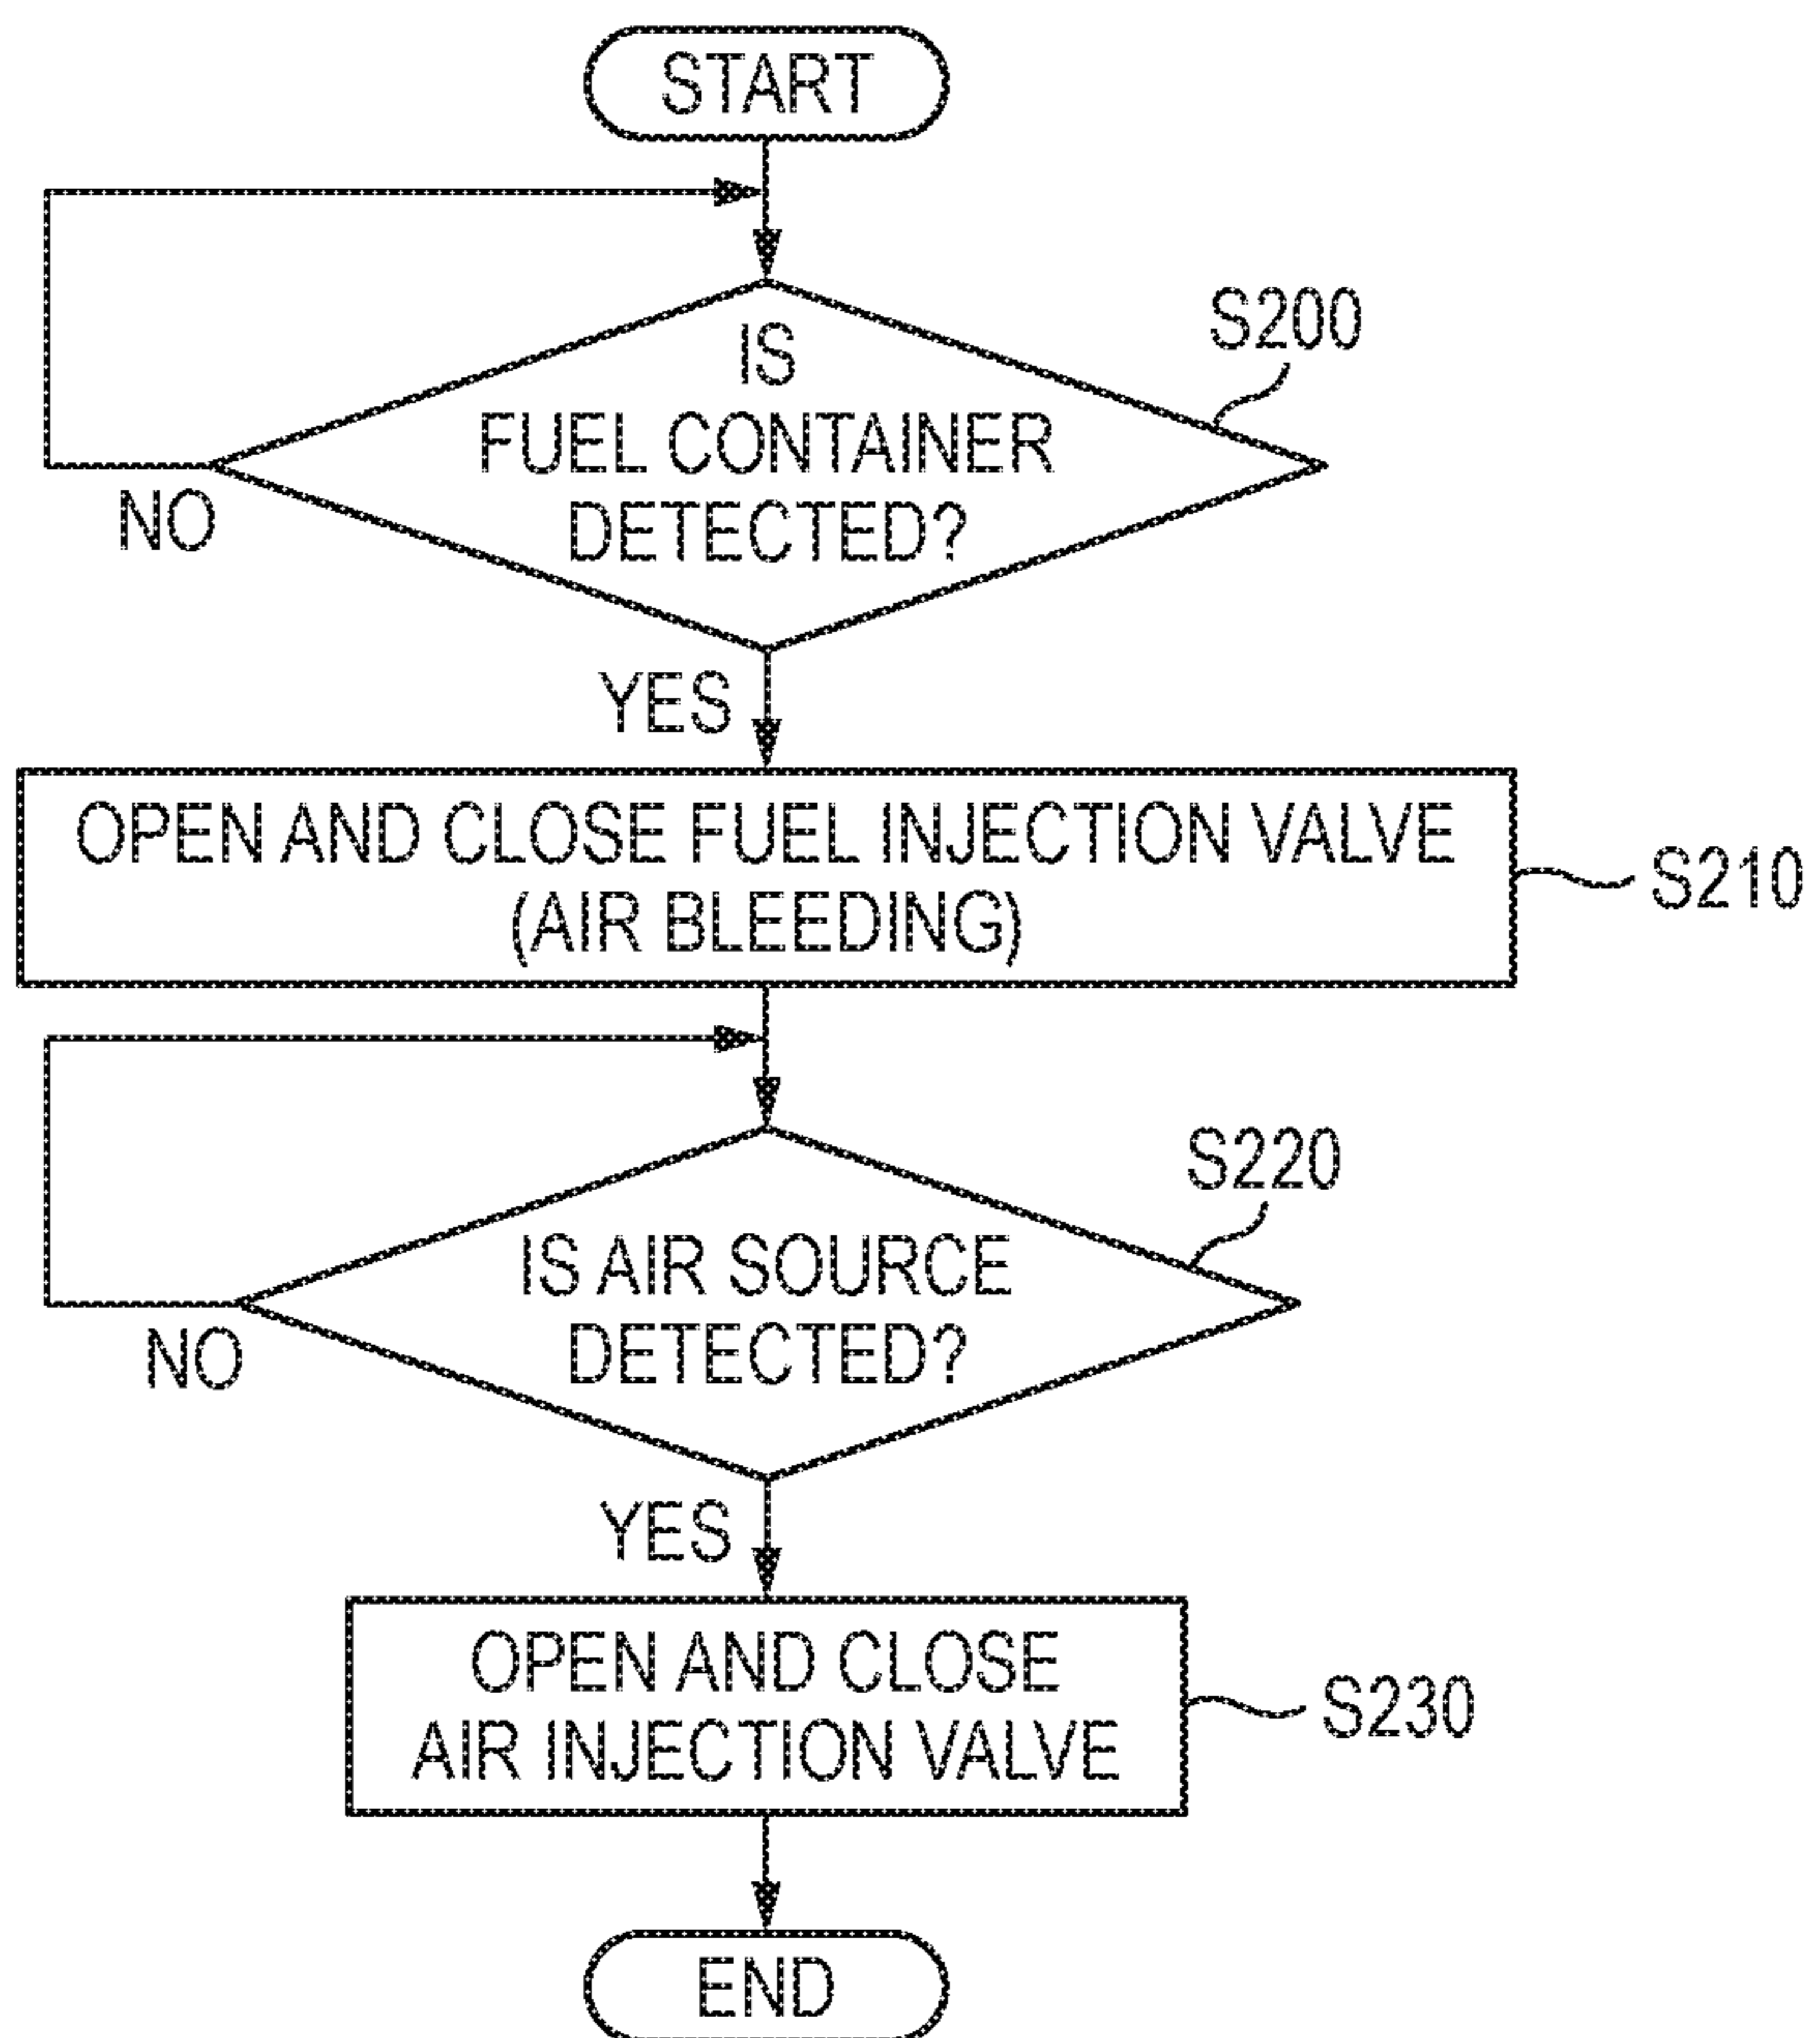 START
IS
FUEL CONTAINER
DETECTED?
S200
NO
YES
OPEN AND CLOSE FUEL INJECTION VALVE
(AIR BLEEDING)
S210
S220
IS AIR SOURCE
DETECTED?
NO
YES
OPEN AND CLOSE
AIR INJECTION VALVE
S230
END